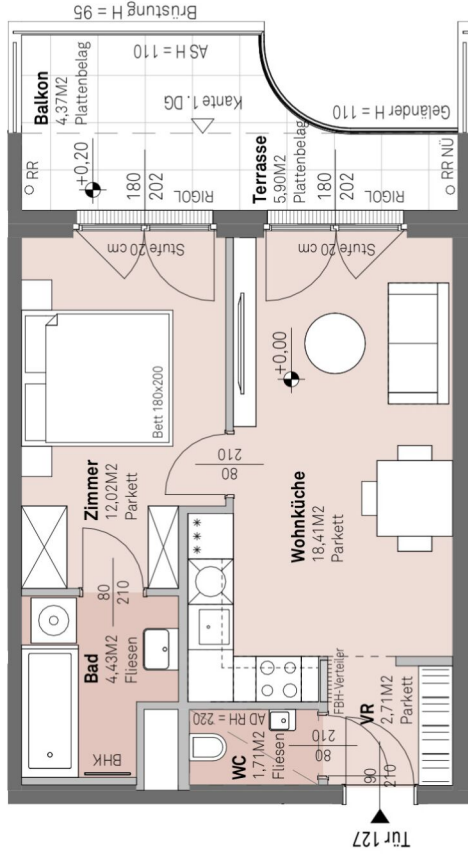 Brüstung H = 95
Balkon
4,37M2
Plattenbelag
AS H = 110
Kante 1. DG
Geländer H = 110
RR
+0,20
180
202
RIGOL
Terrasse
5,90M2
Plattenbelag
180
202
RIGOL
RR NÜ
Stufe 20 cm
Stufe 20 cm
Bett 180x200
+0,00
Zimmer
12,02M2
Parkett
80
210
Wohnküche
18,41M2
Parkett
80
210
Bad
4,43M2
Fliesen
BHK
FBH-Verteiler
AD RH = 220
WC
1,71M2
Fliesen
80
210
VR
2,71M2
Parkett
90
210
Tür 127